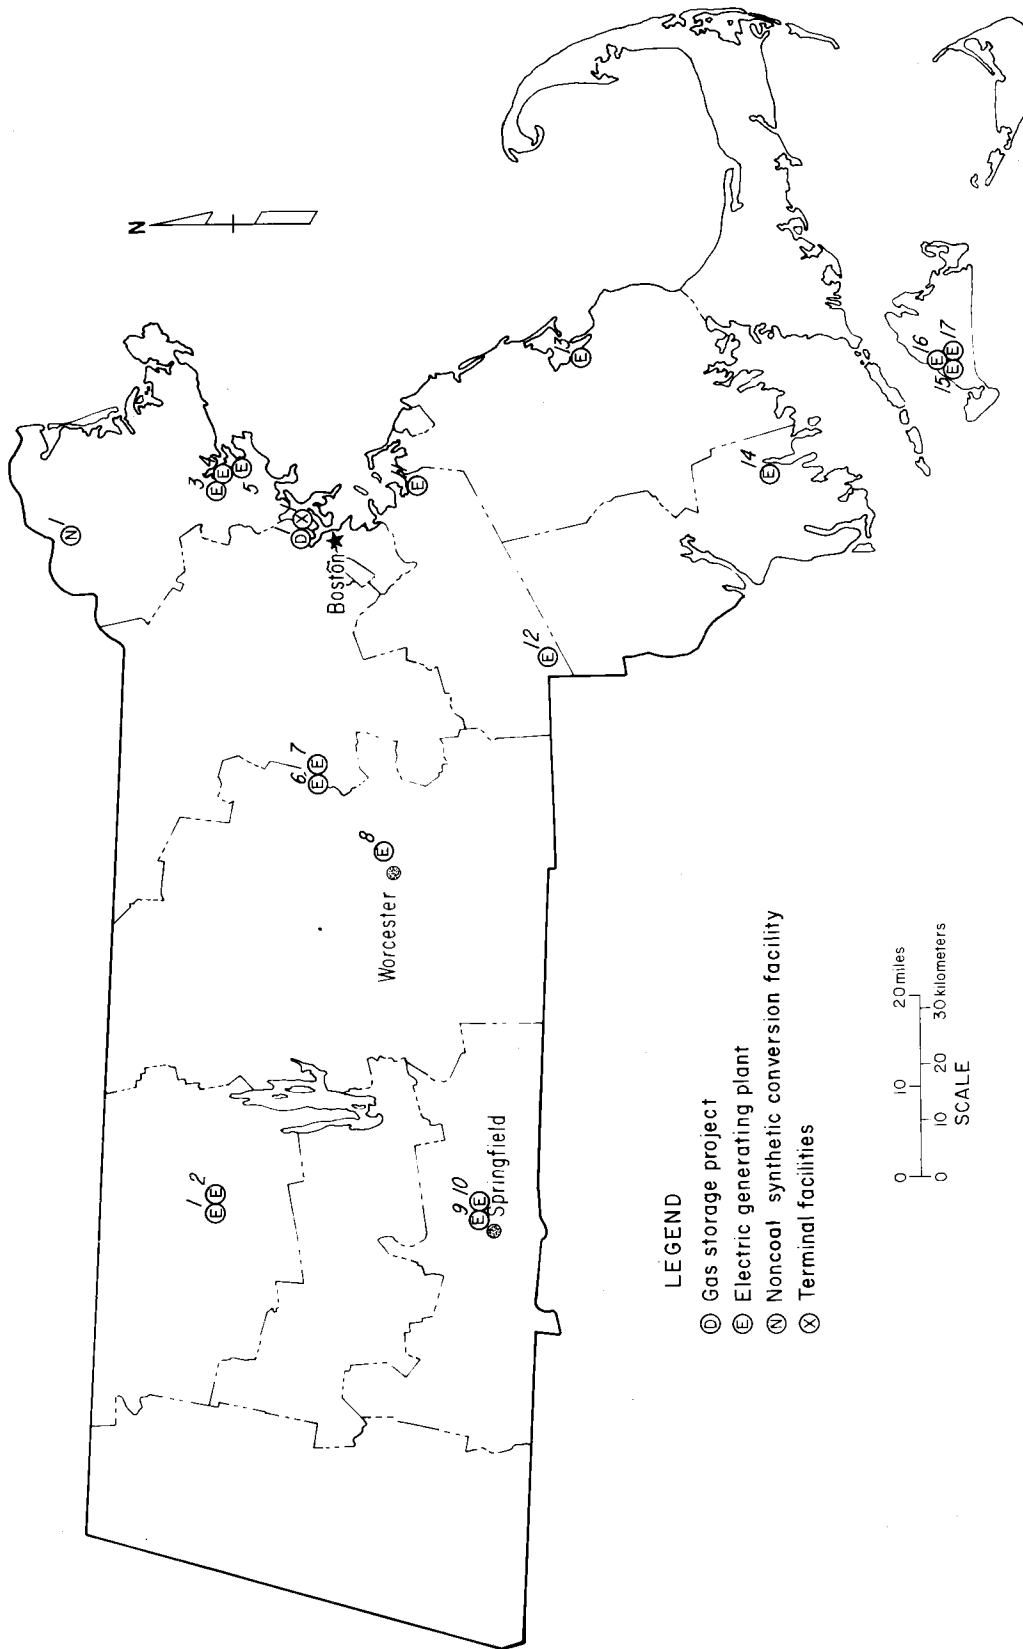 N
1
N
3
E
4
E
E
5
D
X
Boston
11
E
13
E
12
E
14
E
16
E
E
E
15
17
6
7
E
E
8
E
Worcester
1
2
E
E
9
10
E
E
Springfield
LEGEND
D Gas storage project
E Electric generating plant
N Noncoal synthetic conversion facility
X Terminal facilities
0 10 20 miles
0 10 20 30 kilometers
SCALE